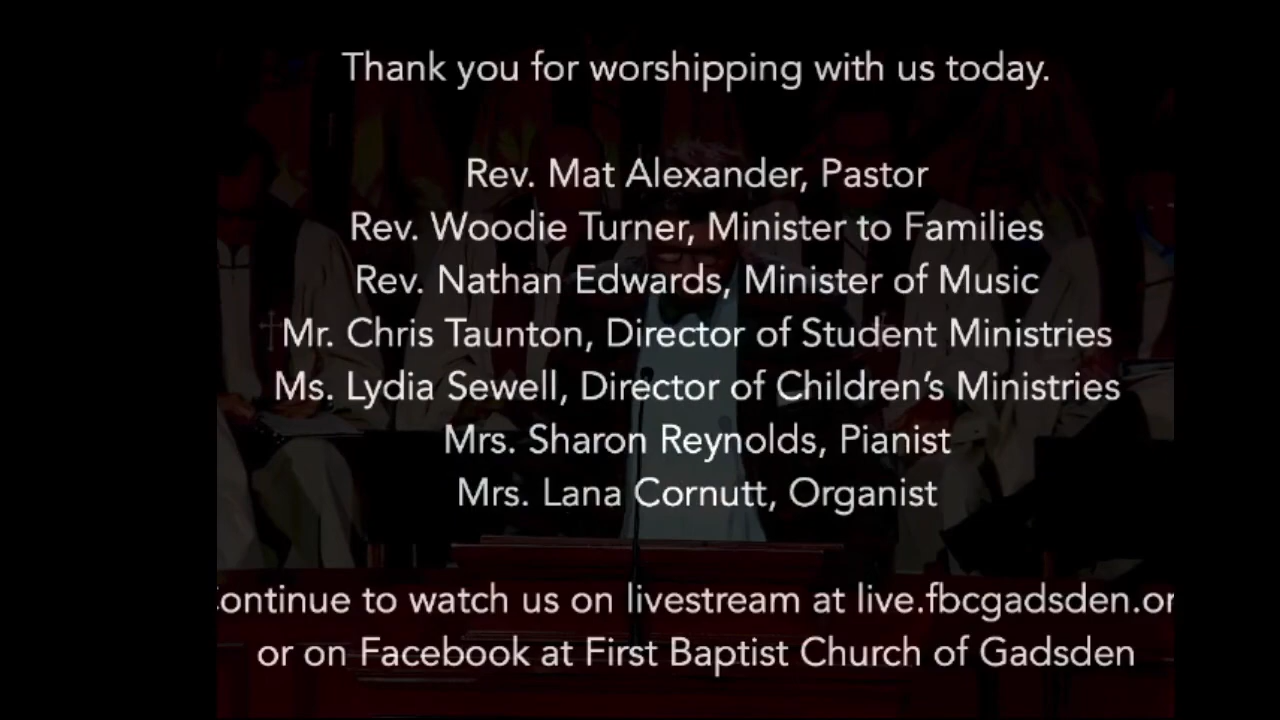 Thank you for worshipping with us today.
Rev. Mat Alexander, Pastor
Rev. Woodie Turner, Minister to Families
Rev. Nathan Edwards, Minister of Music
Mr. Chris Taunton, Director of Student Ministries
Ms. Lydia Sewell, Director of Children’s Ministries
Mrs. Sharon Reynolds, Pianist
Mrs. Lana Cornutt, Organist
ontinue to watch us on livestream at live.fbcgadsden.or
or on Facebook at First Baptist Church of Gadsden